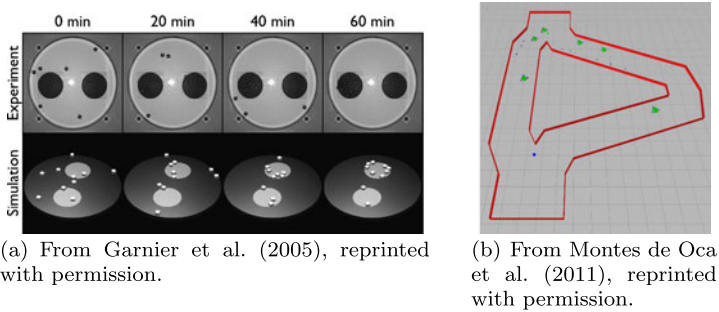 0 min 20 min 40 min 60 min
Experiment
Simulation
(a) From Garnier et al. (2005), reprinted
with permission.
(b) From Montes de Oca
et al. (2011), reprinted
with permission.